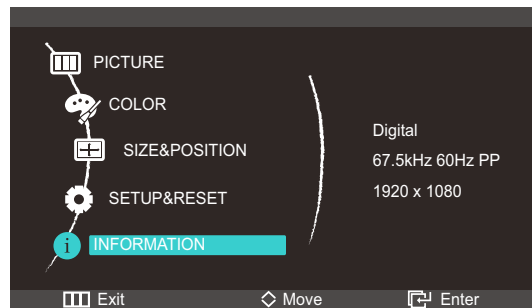 PICTURE
COLOR
SIZE&POSITION
SETUP&RESET
i INFORMATION
Digital
67.5kHz 60Hz PP
1920 x 1080
Exit Move Enter